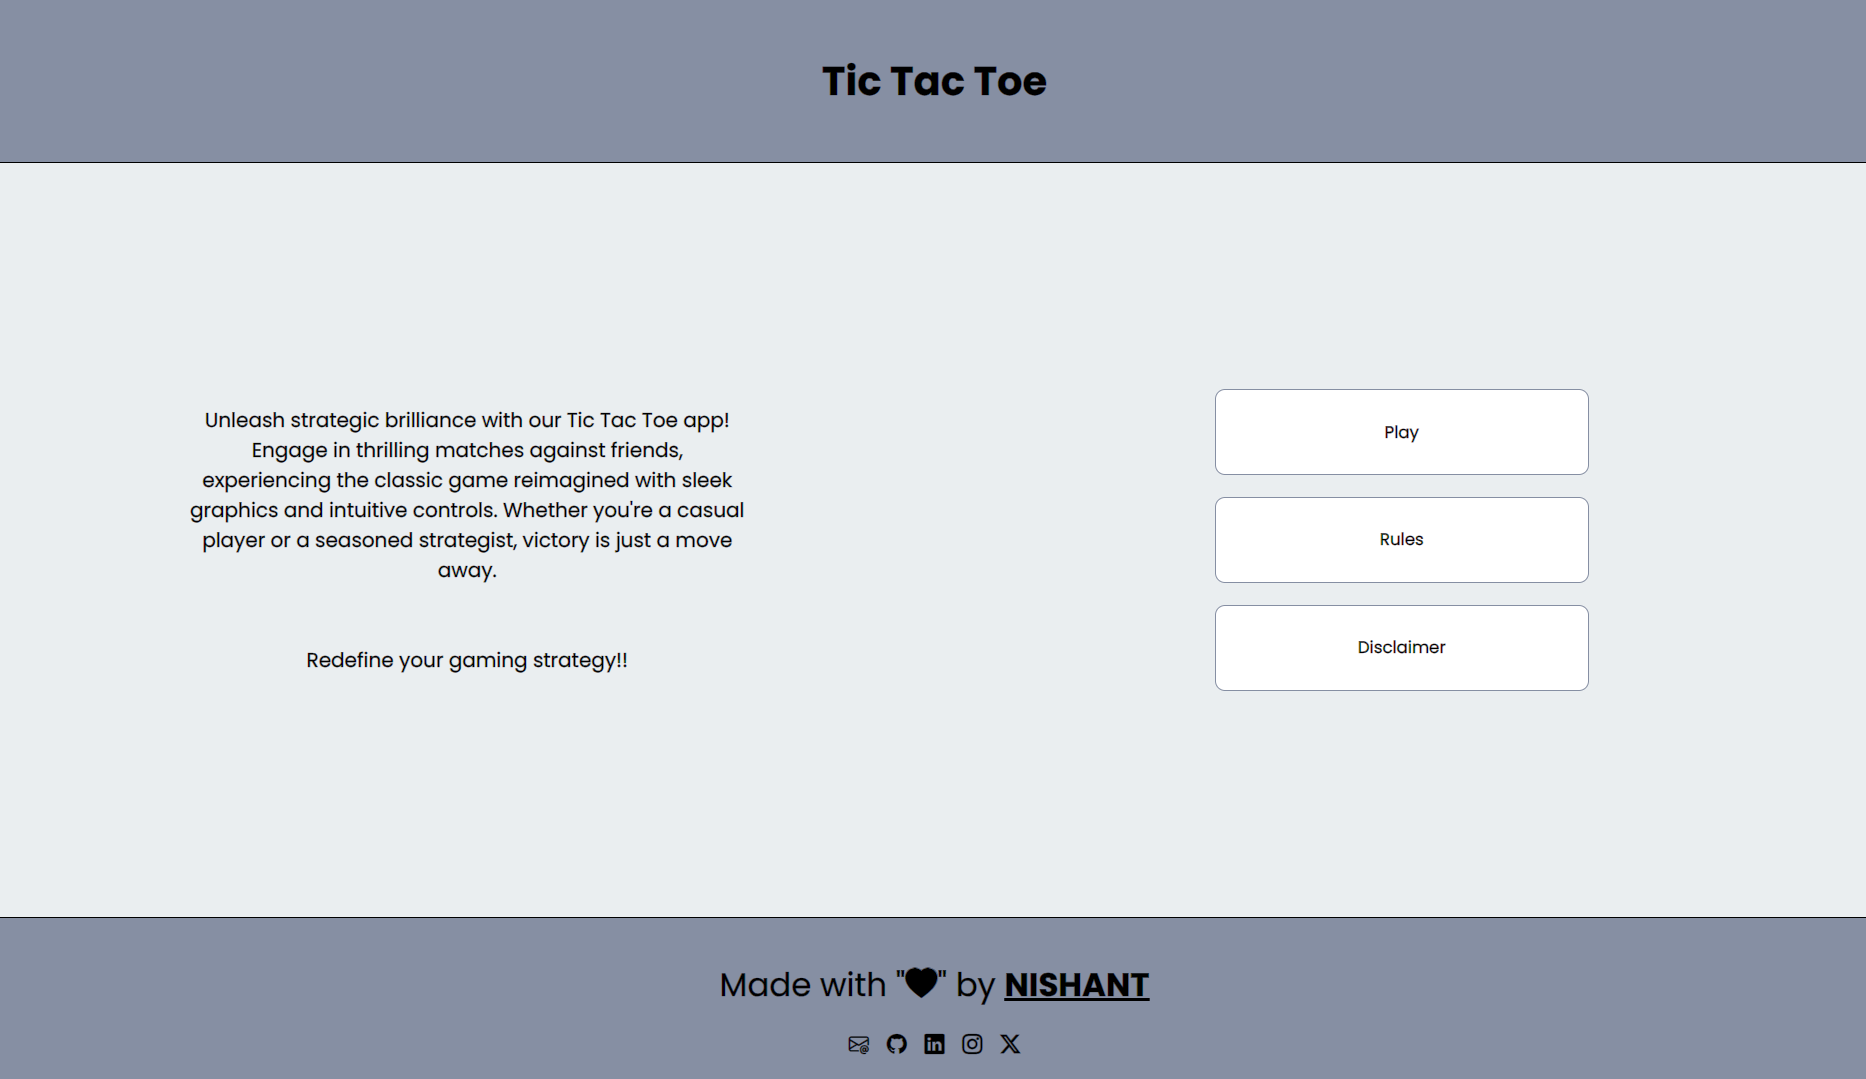 Tic Tac Toe
Unleash strategic brilliance with our Tic Tac Toe app!
Engage in thrilling matches against friends,
experiencing the classic game reimagined with sleek
graphics and intuitive controls. Whether you're a casual
player or a seasoned strategist, victory is just a move
away.
Redefine your gaming strategy!!
Play
Rules
Disclaimer
Made with "🖤" by NISHANT